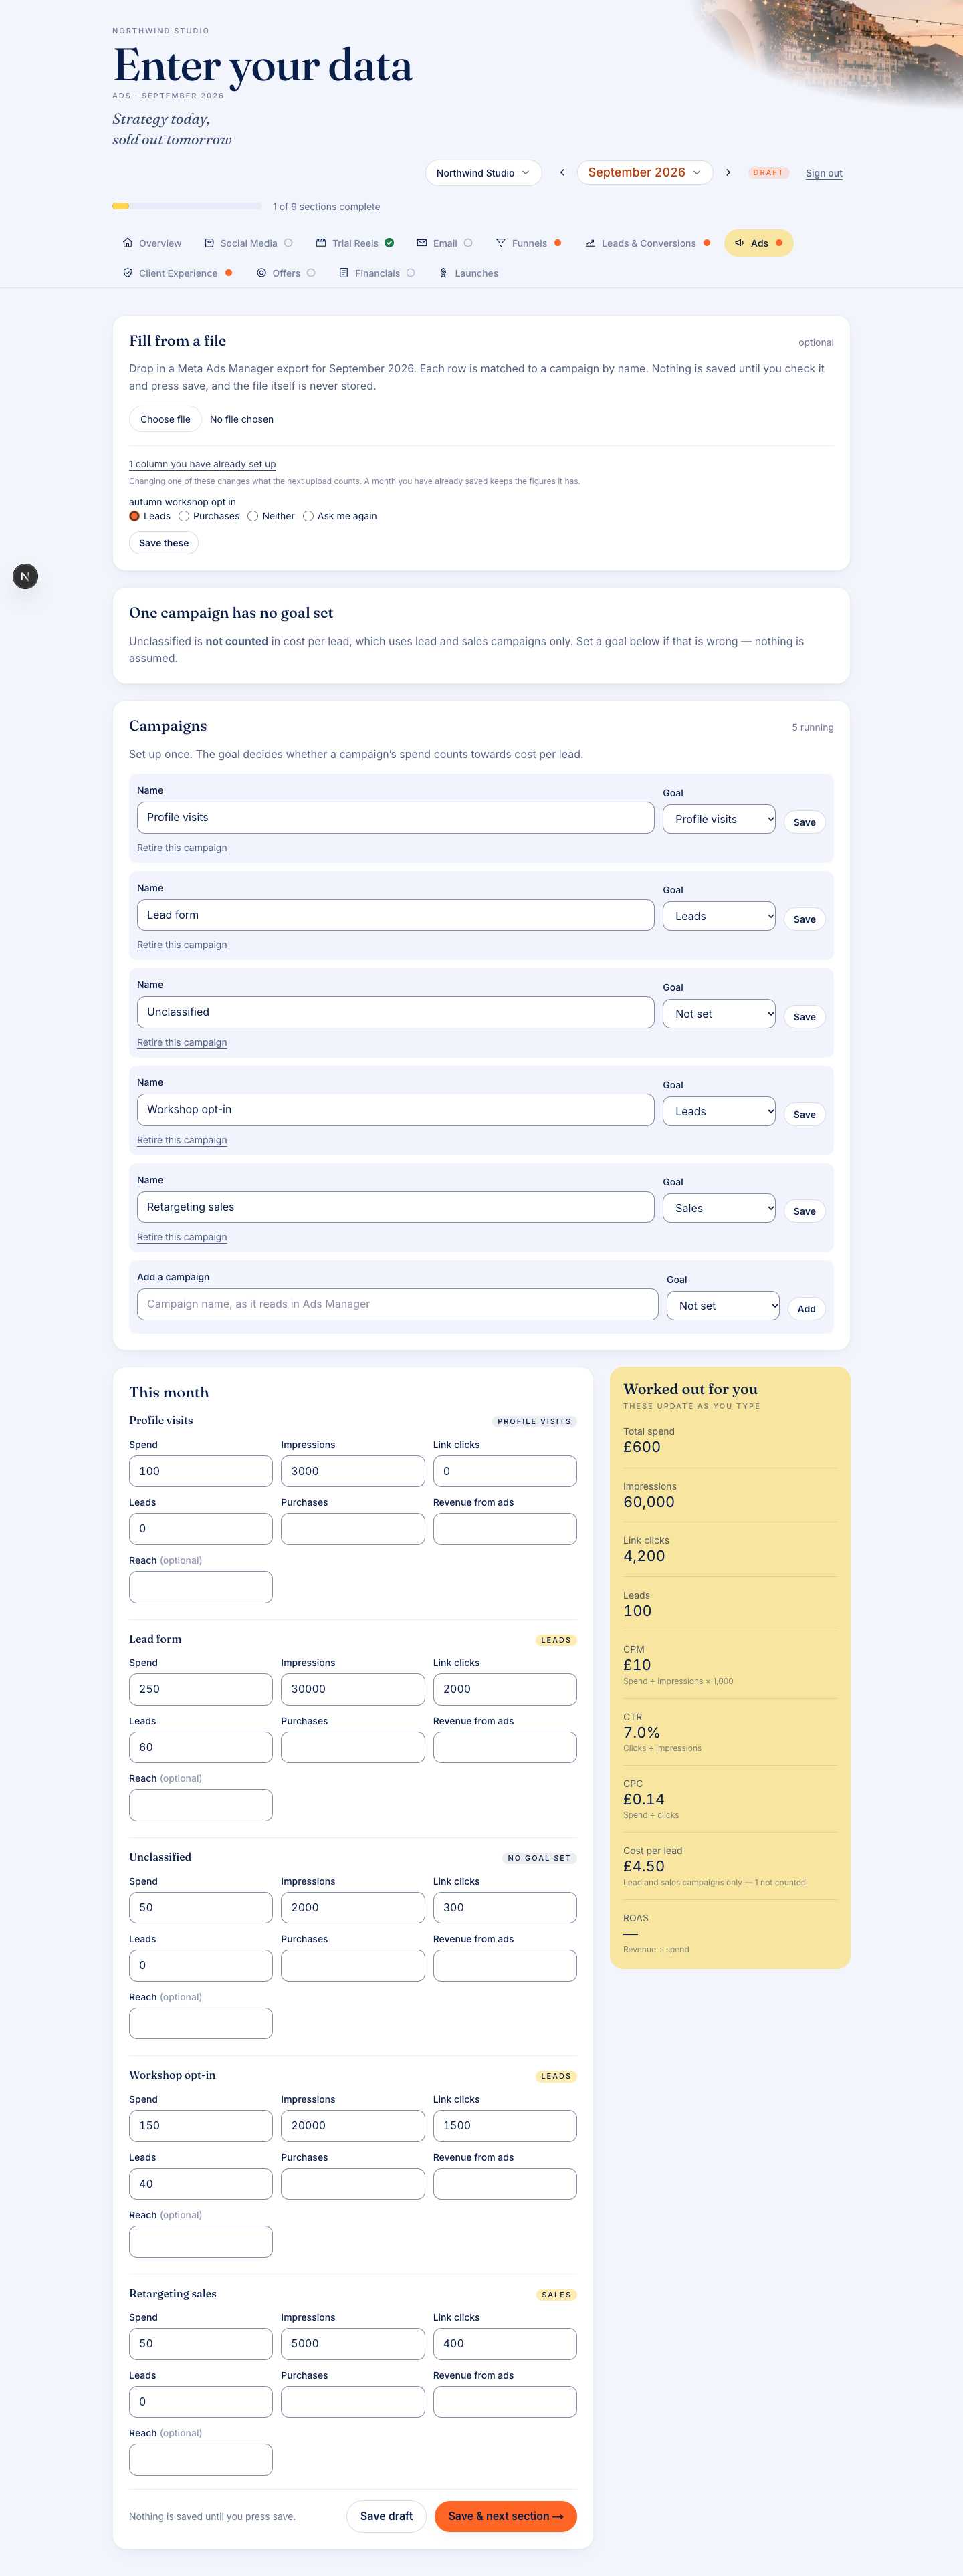 NORTHWIND STUDIO
Enter your data
ADS · SEPTEMBER 2026
Strategy today,
sold out tomorrow
Northwind Studio
September 2026
DRAFT
Sign out
1 of 9 sections complete
Overview
Social Media
Trial Reels
Email
Funnels
Leads & Conversions
Ads
Client Experience
Offers
Financials
Launches
Fill from a file
optional
Drop in a Meta Ads Manager export for September 2026. Each row is matched to a campaign by name. Nothing is saved until you check it
and press save, and the file itself is never stored.
Choose file
No file chosen
1 column you have already set up
Changing one of these changes what the next upload counts. A month you have already saved keeps the figures it has.
autumn workshop opt in
Leads
Purchases
Neither
Ask me again
Save these
N
One campaign has no goal set
Unclassified is not counted in cost per lead, which uses lead and sales campaigns only. Set a goal below if that is wrong — nothing is
assumed.
Campaigns
5 running
Set up once. The goal decides whether a campaign’s spend counts towards cost per lead.
Name
Goal
Profile visits
Profile visits
Save
Retire this campaign
Name
Goal
Lead form
Leads
Save
Retire this campaign
Name
Goal
Unclassified
Not set
Save
Retire this campaign
Name
Goal
Workshop opt-in
Leads
Save
Retire this campaign
Name
Goal
Retargeting sales
Sales
Save
Retire this campaign
Add a campaign
Goal
Campaign name, as it reads in Ads Manager
Not set
Add
This month
Profile visits
PROFILE VISITS
Spend
Impressions
Link clicks
100
3000
0
Leads
Purchases
Revenue from ads
0
Reach (optional)
Lead form
LEADS
Spend
Impressions
Link clicks
250
30000
2000
Leads
Purchases
Revenue from ads
60
Reach (optional)
Unclassified
NO GOAL SET
Spend
Impressions
Link clicks
50
2000
300
Leads
Purchases
Revenue from ads
0
Reach (optional)
Workshop opt-in
LEADS
Spend
Impressions
Link clicks
150
20000
1500
Leads
Purchases
Revenue from ads
40
Reach (optional)
Retargeting sales
SALES
Spend
Impressions
Link clicks
50
5000
400
Leads
Purchases
Revenue from ads
0
Reach (optional)
Nothing is saved until you press save.
Save draft
Save & next section →
Worked out for you
THESE UPDATE AS YOU TYPE
Total spend
£600
Impressions
60,000
Link clicks
4,200
Leads
100
CPM
£10
Spend ÷ impressions × 1,000
CTR
7.0%
Clicks ÷ impressions
CPC
£0.14
Spend ÷ clicks
Cost per lead
£4.50
Lead and sales campaigns only — 1 not counted
ROAS
—
Revenue ÷ spend